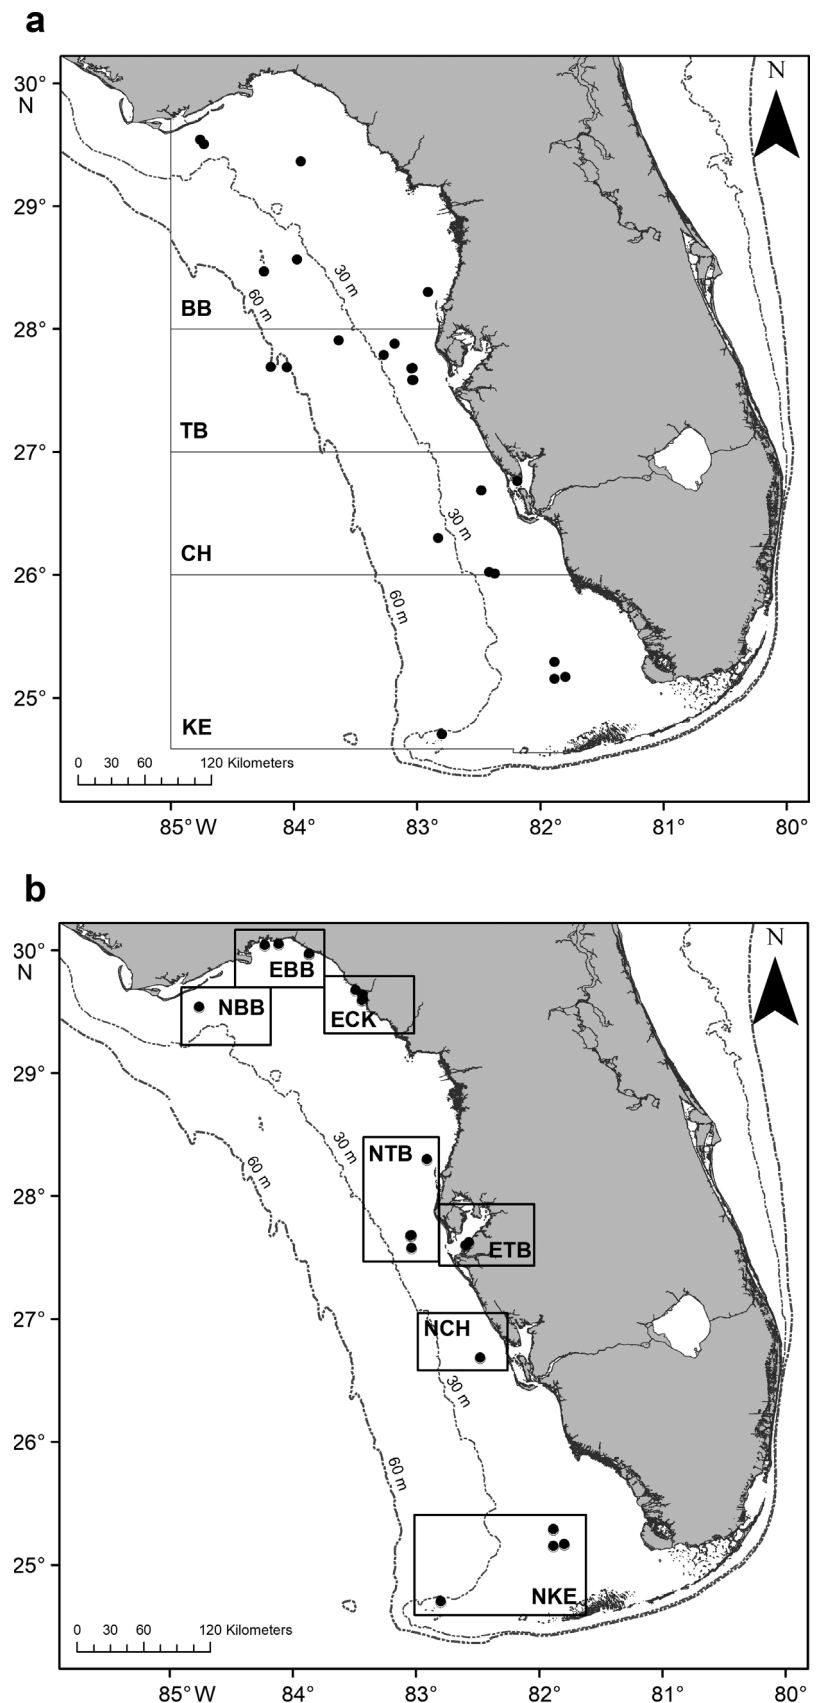 a
30°
N
N
29°
30 m
60 m
BB
28°
TB
27°
30 m
CH
26°
60 m
25°
KE
0 30 60 120 Kilometers
85°W 84° 83° 82° 81° 80°
b
30°
N
N
EBB
NBB
ECK
29°
30 m
NTB
60 m
28°
ETB
27°
NCH
30 m
26°
60 m
25°
NKE
0 30 60 120 Kilometers
85°W 84° 83° 82° 81° 80°